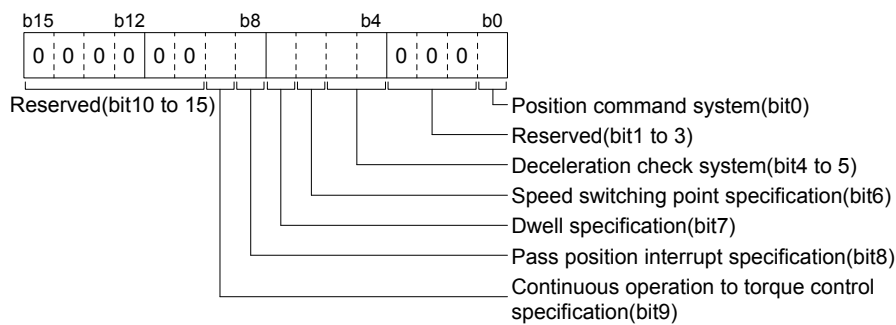 b15 b12 b8 b4 b0
0 0 0 0 0 0 0 0 0
Reserved(bit10 to 15)
Position command system(bit0)
Reserved(bit1 to 3)
Deceleration check system(bit4 to 5)
Speed switching point specification(bit6)
Dwell specification(bit7)
Pass position interrupt specification(bit8)
Continuous operation to torque control
specification(bit9)